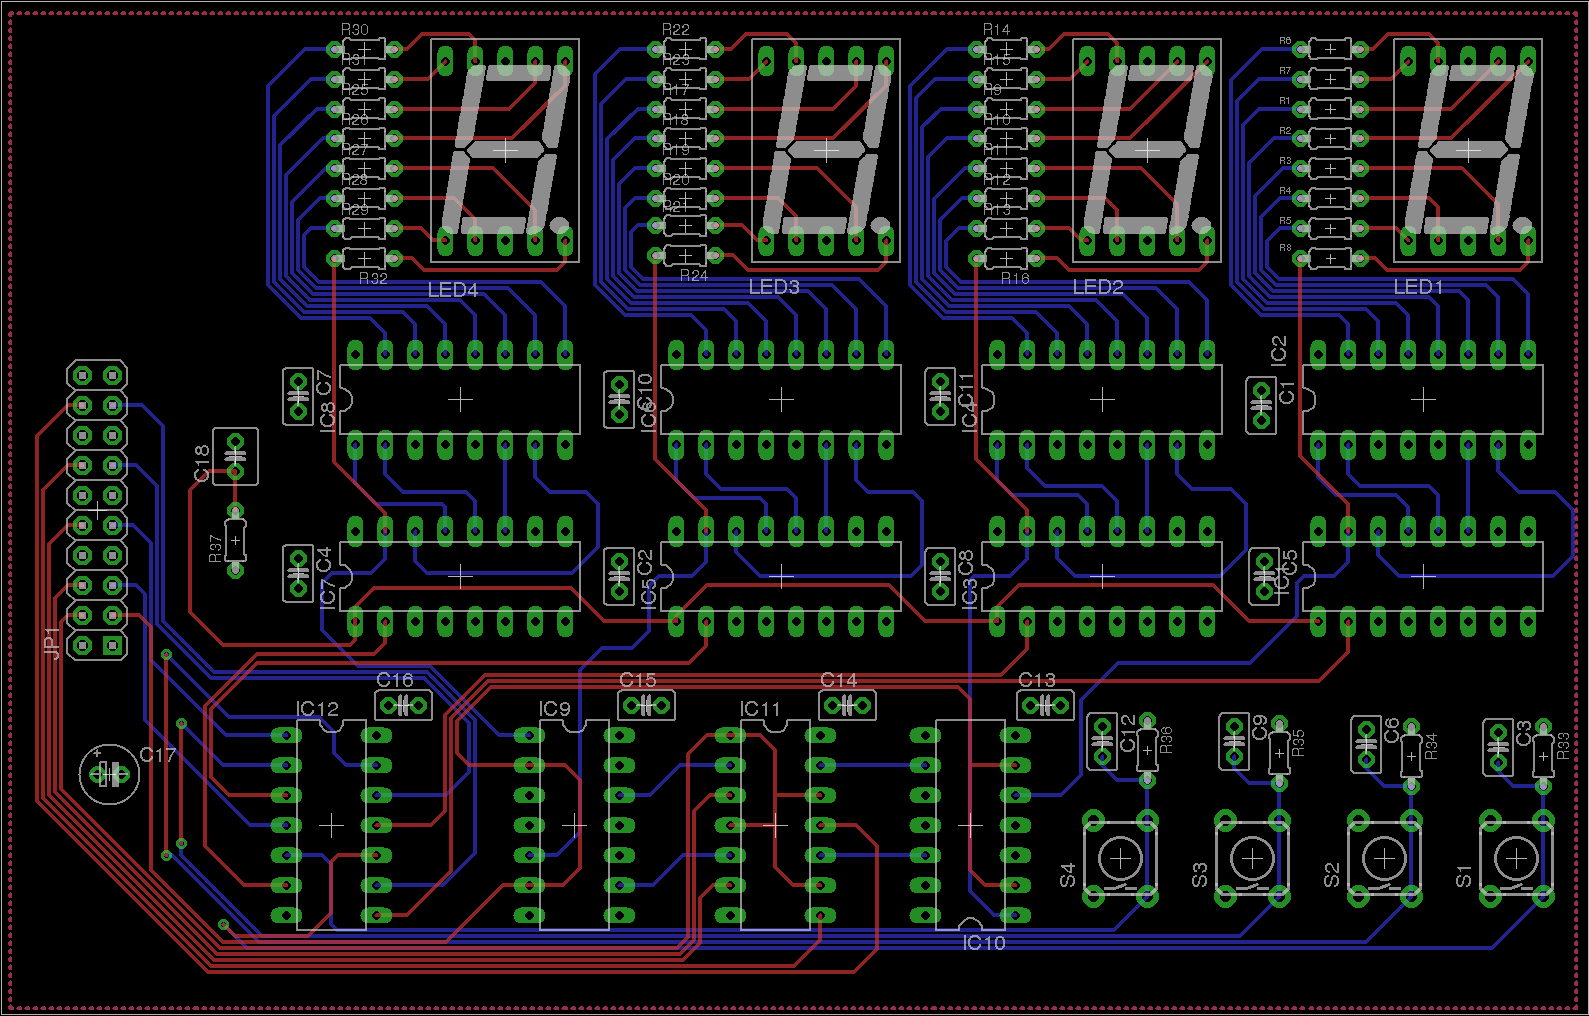 R30
R31
R25
R26
R27
R28
R29
R32
LED4
R22
R23
R17
R18
R19
R20
R21
R24
LED3
R14
R15
R9
R10
R11
R12
R13
R16
LED2
R6
R7
R1
R2
R3
R4
R5
R8
LED1
C7
IC8
C10
IC6
C11
IC4
IC2
C1
C18
R37
C4
IC7
C2
IC5
C8
IC3
C5
IC1
JP1
C16
C15
C14
C13
IC12
IC9
IC11
IC10
+
C17
C12
R36
C9
R35
C6
R34
C3
R33
S4
S3
S2
S1